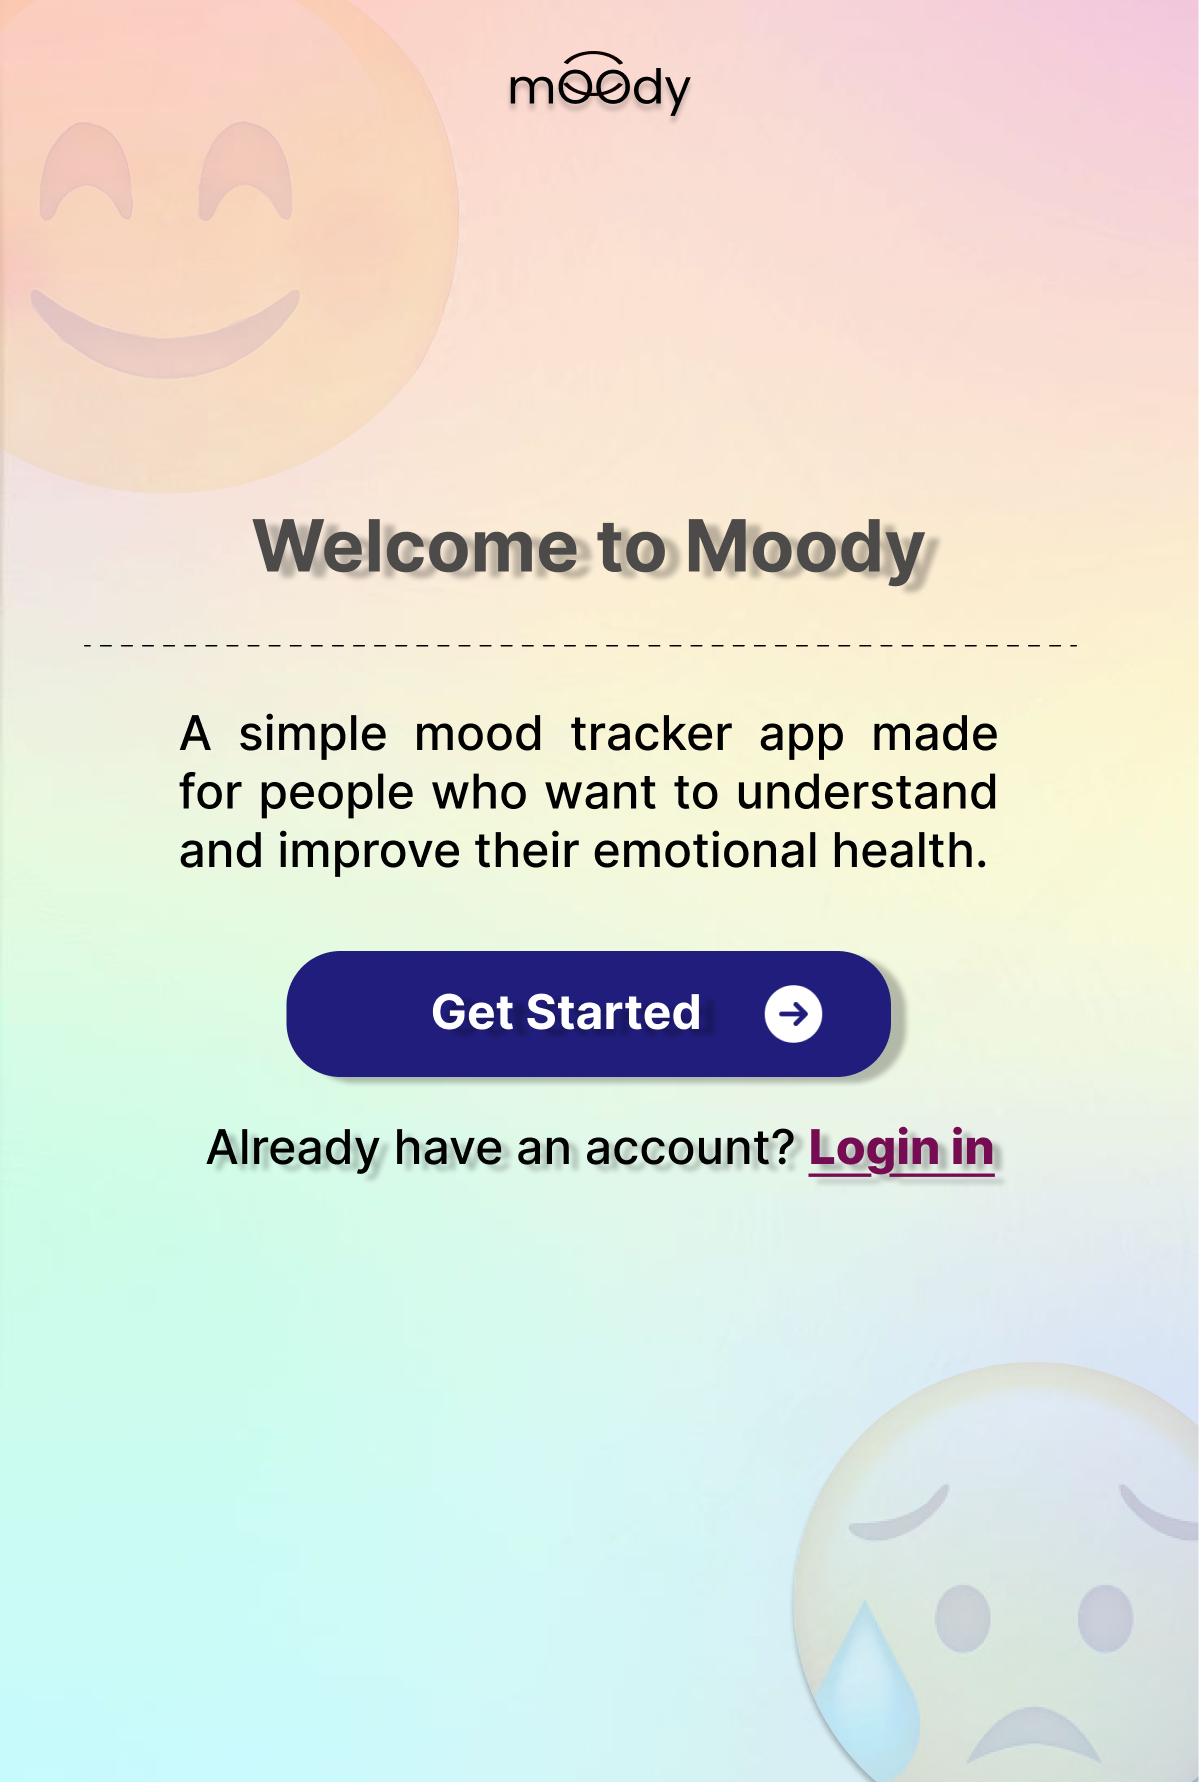 moody
Welcome to Moody
A simple mood tracker app made
for people who want to understand
and improve their emotional health.
Get Started
Already have an account? Login in